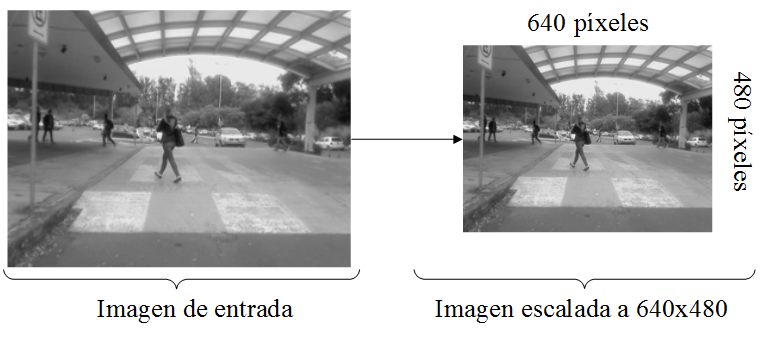 640 píxeles
480 píxeles
Imagen de entrada
Imagen escalada a 640x480